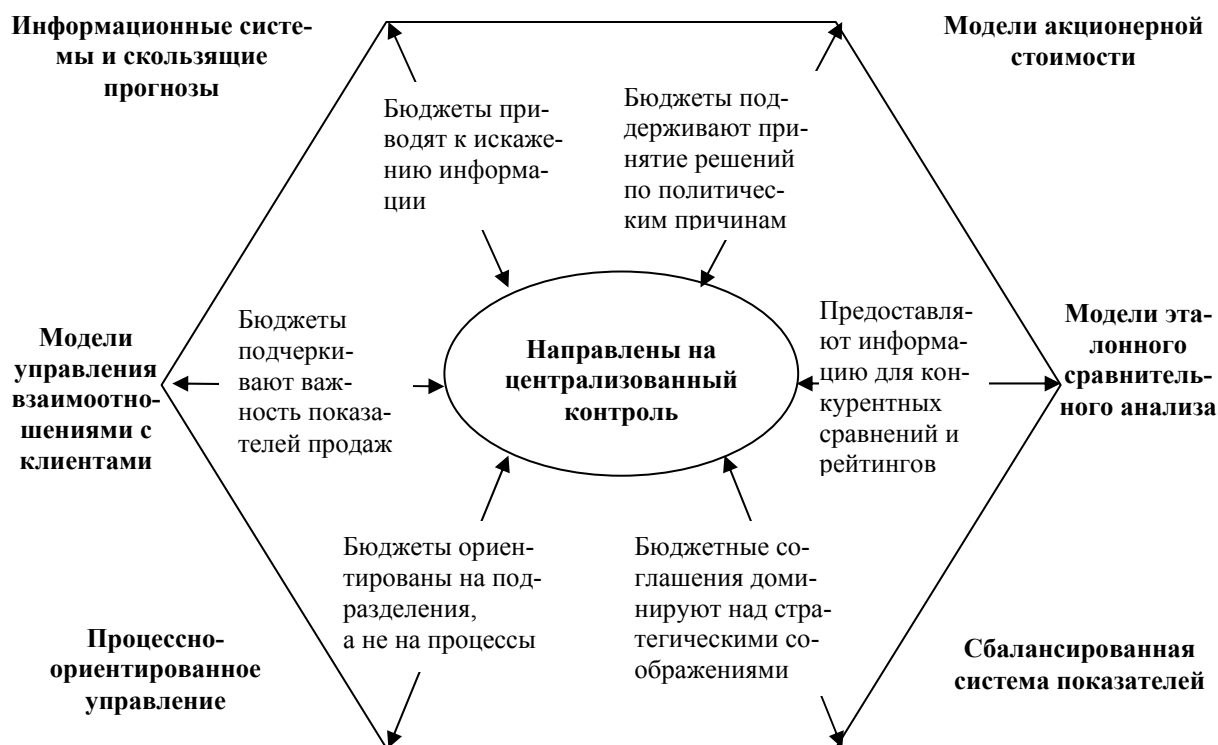 Информационные систе-
мы и скользящие
прогнозы
Модели акционерной
стоимости
Бюджеты при-
водят к искаже-
нию информа-
ции
Бюджеты под-
держивают при-
нятие решений
по политичес-
ким причинам
Модели
управления
взаимоотно-
шениями с
клиентами
Бюджеты
подчерки-
вают важ-
ность показа-
телей продаж
Направлены на
централизованный
контроль
Предоставля-
ют информа-
цию для кон-
курентных
сравнений и
рейтингов
Модели эта-
лонного
сравнитель-
ного анализа
Бюджеты ориен-
тированы на под-
разделения,
а не на процессы
Бюджетные со-
глашения доми-
нируют над стра-
тегическими со-
ображениями
Процессно-
ориентированное
управление
Сбалансированная
система показателей